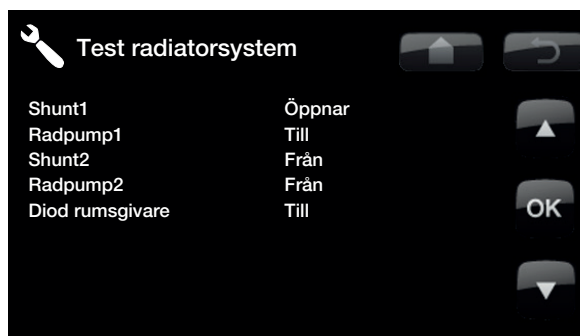 Test radiatorsystem
Shunt1 Öppnar
Radpump1 Till
Shunt2 Från
Radpump2 Från
Diod rumsgivare Till
OK